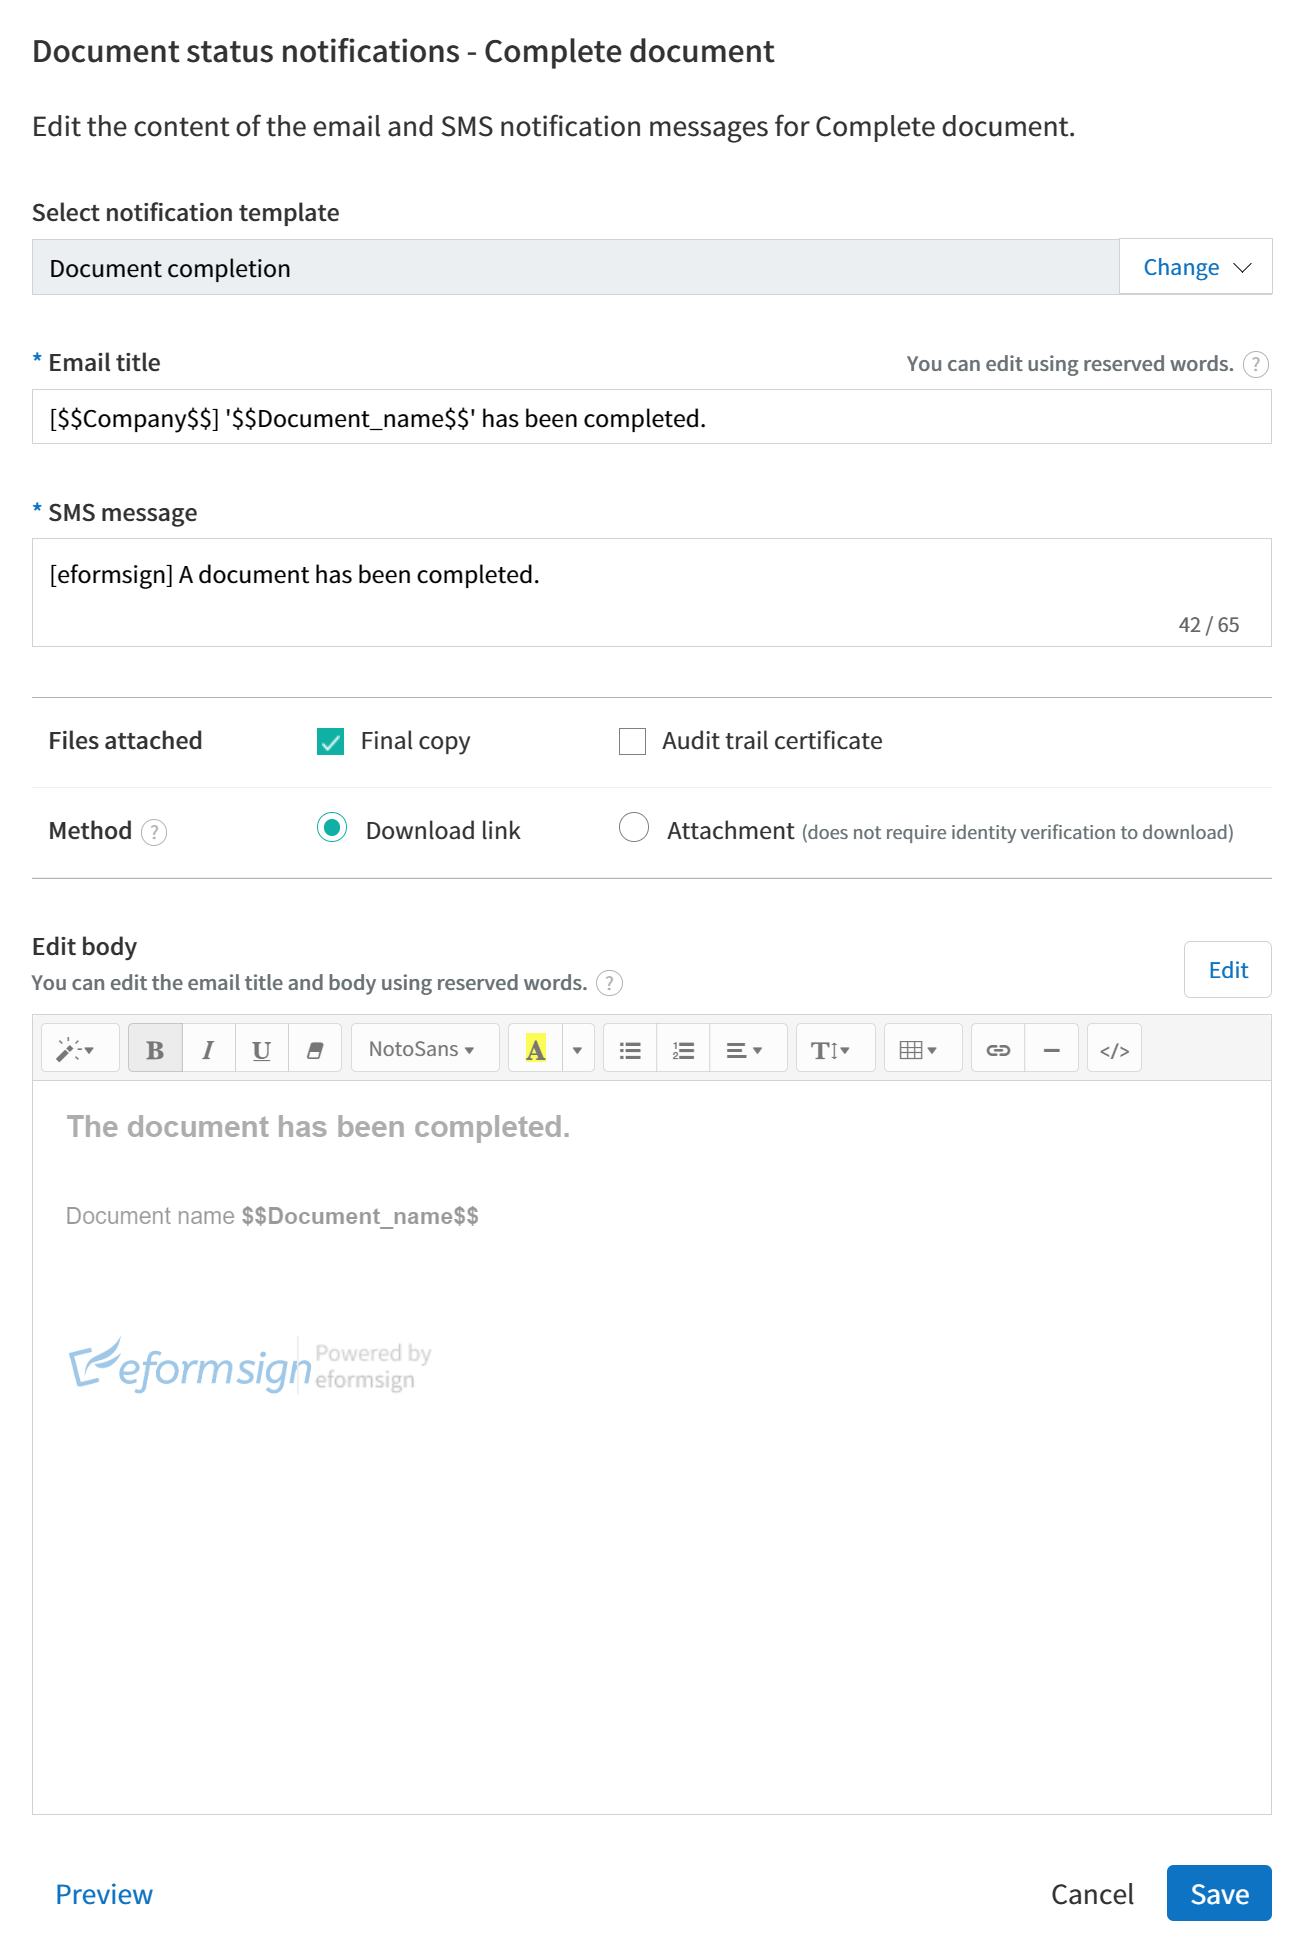 Document status notifications - Complete document
Edit the content of the email and SMS notification messages for Complete document.
Select notification template
Document completion
Change
* Email title
You can edit using reserved words. ?
[$$Company$$] '$$Document_name$$' has been completed.
* SMS message
[eformsign] A document has been completed.
42 / 65
Files attached
Final copy
Audit trail certificate
Method ?
Download link
Attachment (does not require identity verification to download)
Edit body
You can edit the email title and body using reserved words. ?
Edit
B I U NotoSans A T </>
The document has been completed.
Document name $$Document_name$$
eformsign
Powered by
eformsign
Preview
Cancel
Save